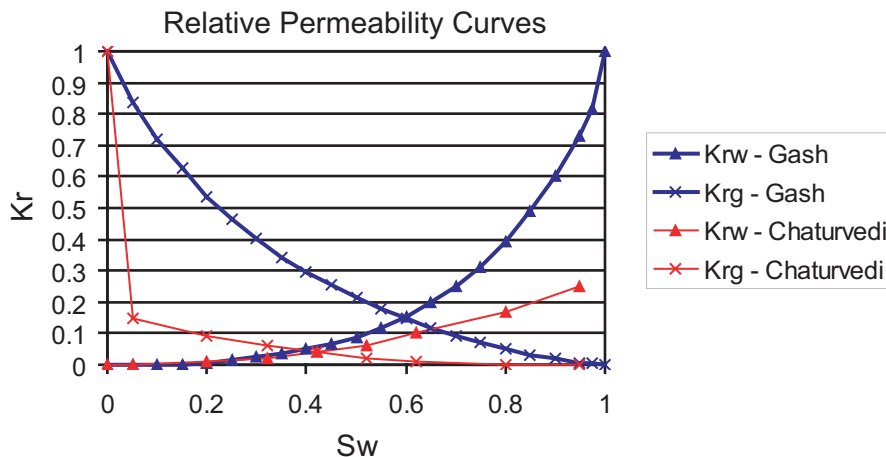 Relative Permeability Curves
1
0.9
0.8
0.7
0.6
0.5
0.4
0.3
0.2
0.1
0
Kr
0 0.2 0.4 0.6 0.8 1
Sw
Krw - Gash
Krg - Gash
Krw - Chaturvedi
Krg - Chaturvedi